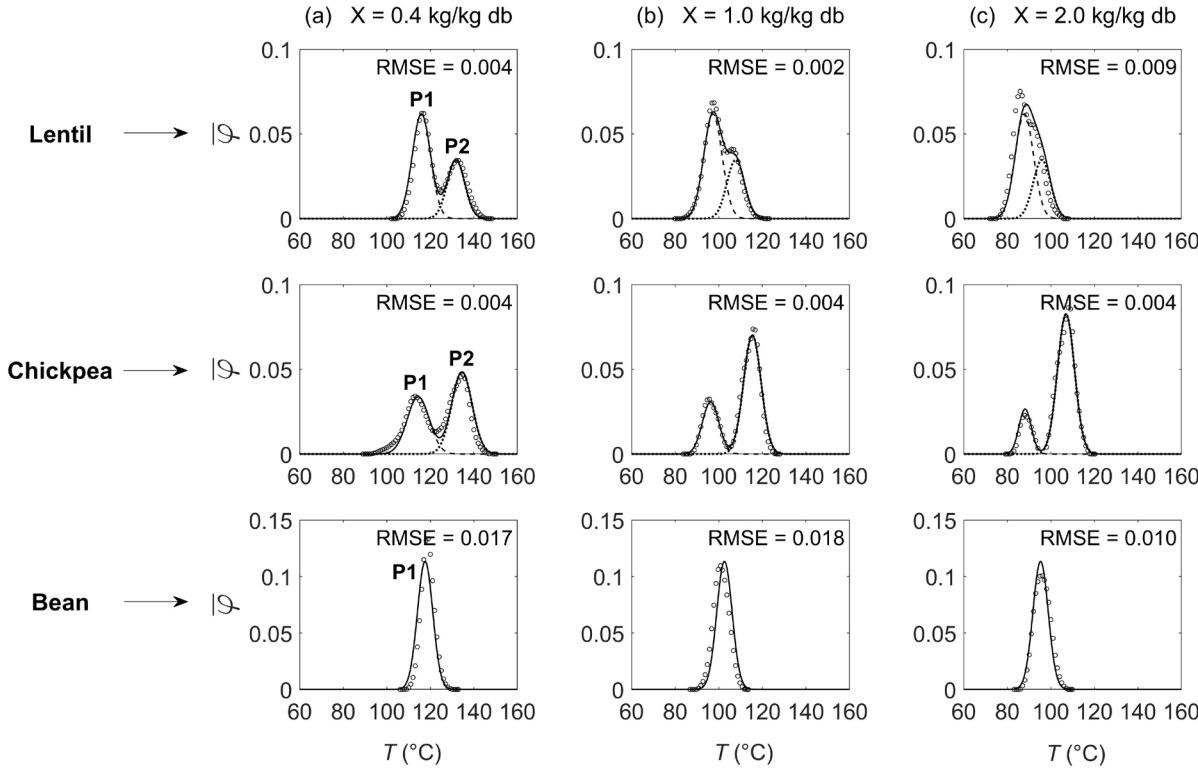 (a) X = 0.4 kg/kg db (b) X = 1.0 kg/kg db (c) X = 2.0 kg/kg db
0.1 0.1 0.1
RMSE = 0.004 RMSE = 0.002 RMSE = 0.009
P1
Lentil φ 0.05 P2 0.05 0.05
0 0 0
60 80 100 120 140 160 60 80 100 120 140 160 60 80 100 120 140 160
0.1 0.1 0.1
RMSE = 0.004 RMSE = 0.004 RMSE = 0.004
Chickpea φ 0.05 P1 P2 0.05 0.05
0 0 0
60 80 100 120 140 160 60 80 100 120 140 160 60 80 100 120 140 160
0.15 0.15 0.15
RMSE = 0.017 RMSE = 0.018 RMSE = 0.010
0.1 P1 0.1 0.1
Bean φ 0.05 0.05 0.05
0 0 0
60 80 100 120 140 160 60 80 100 120 140 160 60 80 100 120 140 160
T (°C) T (°C) T (°C)